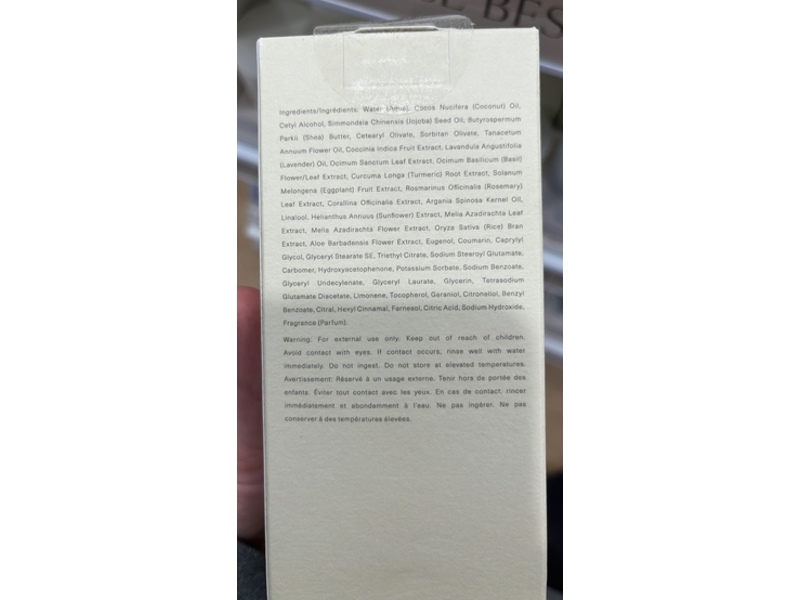 SE BES
Ingredients/Ingrédients: Water (Aqua), Cocos Nucifera (Coconut) Oil,
Cetyl Alcohol, Simmondsia Chinensis (Jojoba) Seed Oil, Butyrospermum
Parkii (Shea) Butter, Cetearyl Olivate, Sorbitan Olivate, Tanacetum
Annuum Flower Oil, Coccinia Indica Fruit Extract, Lavandula Angustifolia
(Lavender) Oil, Ocimum Sanctum Leaf Extract, Ocimum Basilicum (Basil)
Flower/Leaf Extract, Curcuma Longa (Turmeric) Root Extract, Solanum
Melongena (Eggplant) Fruit Extract, Rosmarinus Officinalis (Rosemary)
Leaf Extract, Corallina Officinalis Extract, Argania Spinosa Kernel Oil,
Linalool, Helianthus Annuus (Sunflower) Extract, Melia Azadirachta Leaf
Extract, Melia Azadirachta Flower Extract, Oryza Sativa (Rice) Bran
Extract, Aloe Barbadensis Flower Extract, Eugenol, Coumarin, Caprylyl
Glycol, Glyceryl Stearate SE, Triethyl Citrate, Sodium Stearoyl Glutamate,
Carbomer, Hydroxyacetophenone, Potassium Sorbate, Sodium Benzoate,
Glyceryl Undecylenate, Glyceryl Laurate, Glycerin, Tetrasodium
Glutamate Diacetate, Limonene, Tocopherol, Geraniol, Citronellol, Benzyl
Benzoate, Citral, Hexyl Cinnamal, Farnesol, Citric Acid, Sodium Hydroxide,
Fragrance (Parfum).
Warning: For external use only. Keep out of reach of children.
Avoid contact with eyes. If contact occurs, rinse well with water
immediately. Do not ingest. Do not store at elevated temperatures.
Avertissement: Réservé à un usage externe. Tenir hors de portée des
enfants. Éviter tout contact avec les yeux. En cas de contact, rincer
immédiatement et abondamment à l'eau. Ne pas ingérer. Ne pas
conserver à des températures élevées.